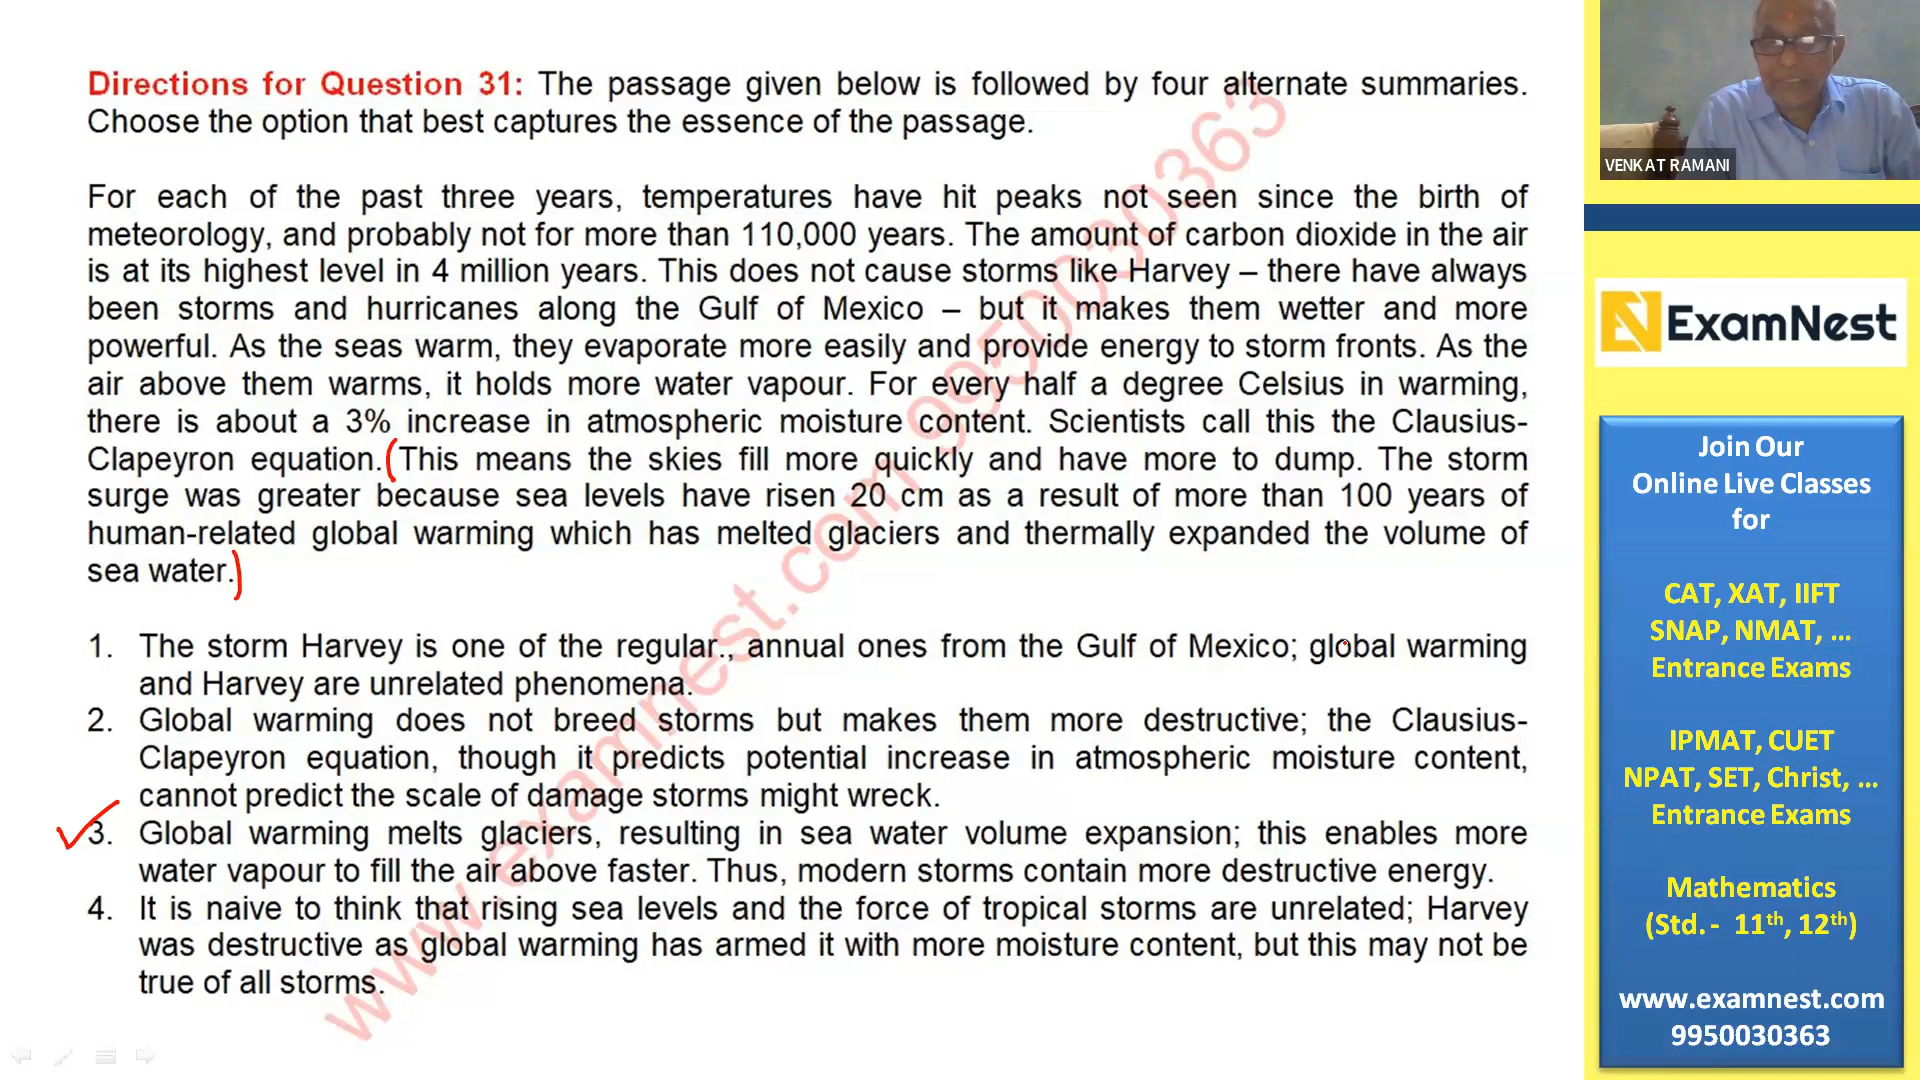 Directions for Question 31: The passage given below is followed by four alternate summaries.
Choose the option that best captures the essence of the passage.
For each of the past three years, temperatures have hit peaks not seen since the birth of
meteorology, and probably not for more than 110,000 years. The amount of carbon dioxide in the air
is at its highest level in 4 million years. This does not cause storms like Harvey – there have always
been storms and hurricanes along the Gulf of Mexico – but it makes them wetter and more
powerful. As the seas warm, they evaporate more easily and provide energy to storm fronts. As the
air above them warms, it holds more water vapour. For every half a degree Celsius in warming,
there is about a 3% increase in atmospheric moisture content. Scientists call this the Clausius-
Clapeyron equation. (This means the skies fill more quickly and have more to dump. The storm
surge was greater because sea levels have risen 20 cm as a result of more than 100 years of
human-related global warming which has melted glaciers and thermally expanded the volume of
sea water.)
1. The storm Harvey is one of the regular., annual ones from the Gulf of Mexico; global warming
and Harvey are unrelated phenomena.
2. Global warming does not breed storms but makes them more destructive; the Clausius-
Clapeyron equation, though it predicts potential increase in atmospheric moisture content,
cannot predict the scale of damage storms might wreck.
3. Global warming melts glaciers, resulting in sea water volume expansion; this enables more
water vapour to fill the air above faster. Thus, modern storms contain more destructive energy.
4. It is naive to think that rising sea levels and the force of tropical storms are unrelated; Harvey
was destructive as global warming has armed it with more moisture content, but this may not be
true of all storms.
www.examnest.com 9950030363
VENKAT RAMANI
ExamNest
Join Our
Online Live Classes
for
CAT, XAT, IIFT
SNAP, NMAT, ...
Entrance Exams
IPMAT, CUET
NPAT, SET, Christ, ...
Entrance Exams
Mathematics
(Std. - 11th, 12th)
www.examnest.com
9950030363